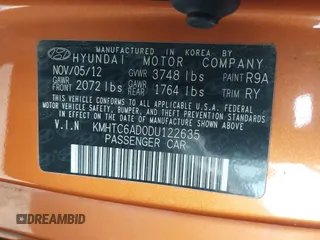 MANUFACTURED IN KOREA BY
HYUNDAI MOTOR COMPANY
NOV/05/12 GVWR 3748 lbs PAINT R9A
GAWR FRONT 2072 lbs GAWR REAR 1764 lbs TRIM RY
THIS VEHICLE CONFORMS TO ALL APPLICABLE U.S. FEDERAL MOTOR VEHICLE SAFETY, BUMPER, AND THEFT PREVENTION STANDARDS IN EFFECT ON THE DATE OF MANUFACTURE SHOWN ABOVE.
V.I.N KMHTC6AD0DU122635
PASSENGER CAR
DREAMBID